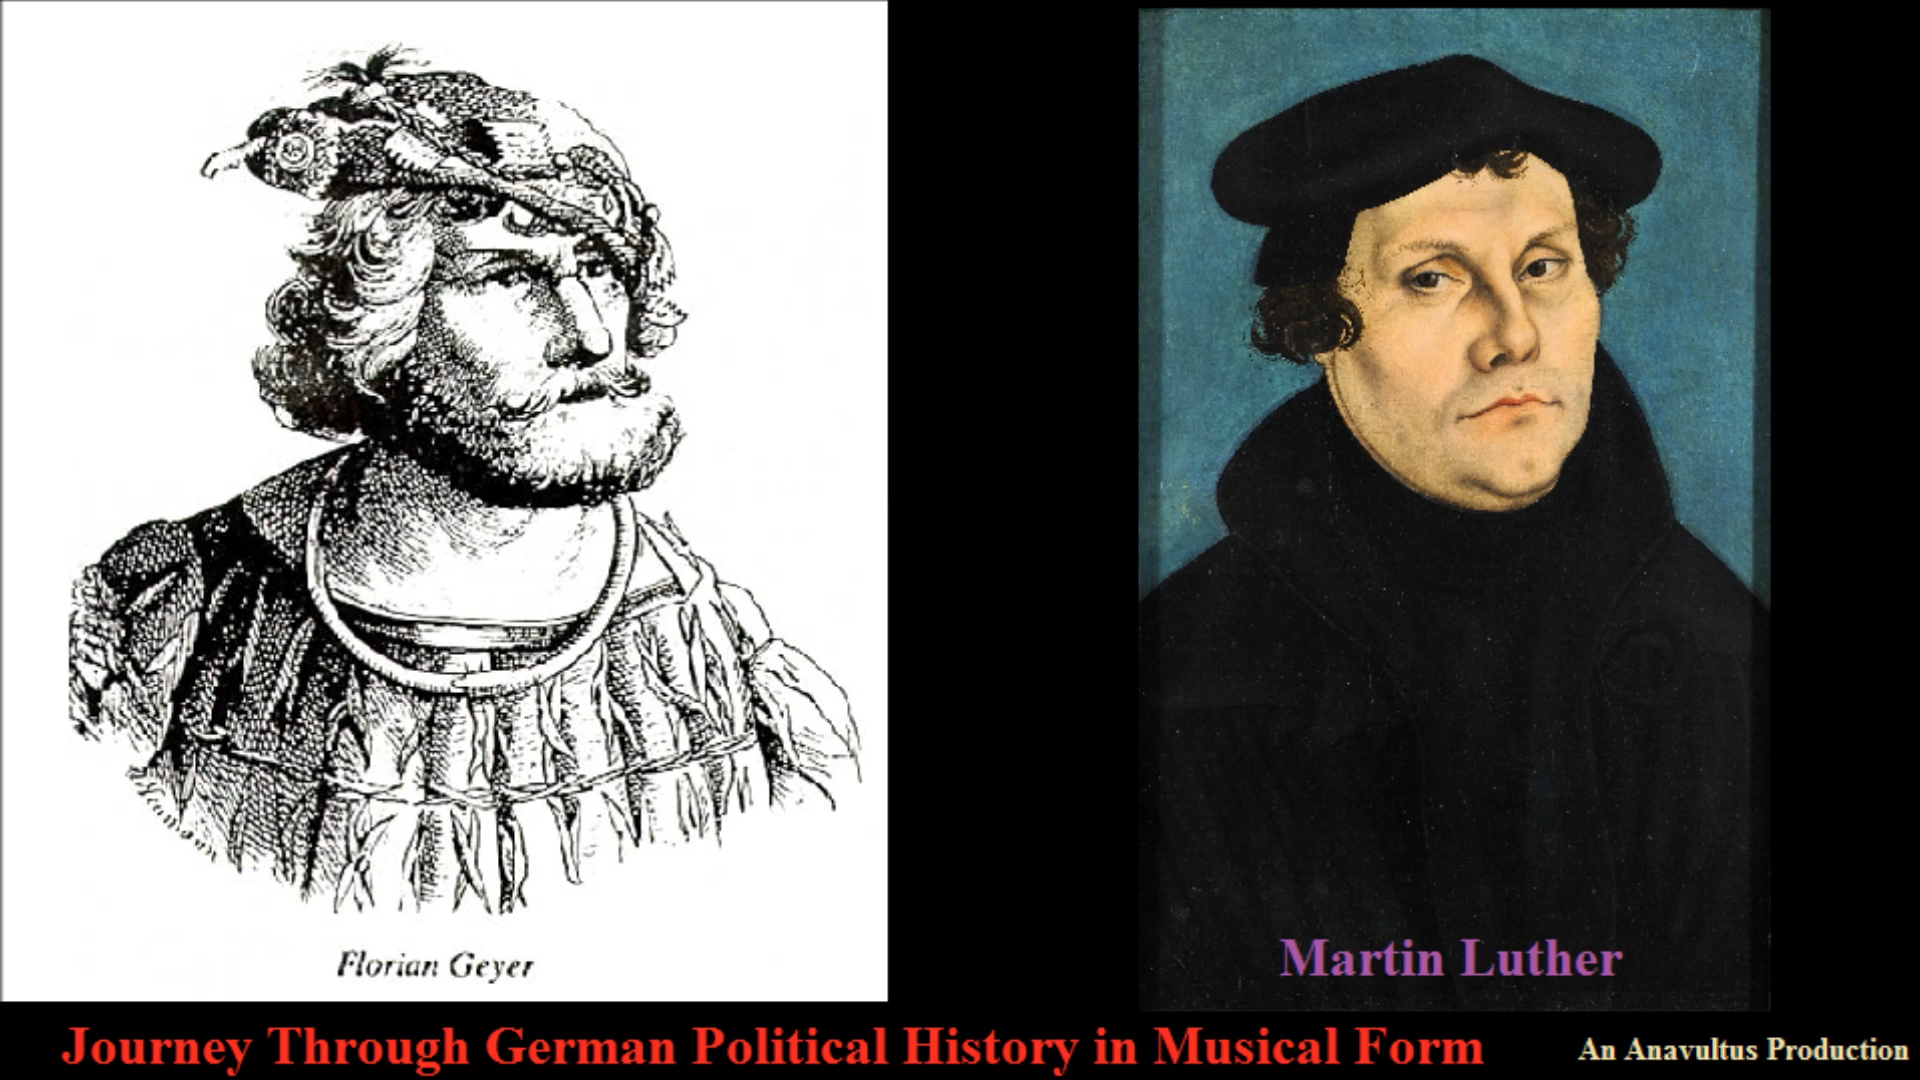 Florian Geyer
Martin Luther
Journey Through German Political History in Musical Form
An Anavultus Production